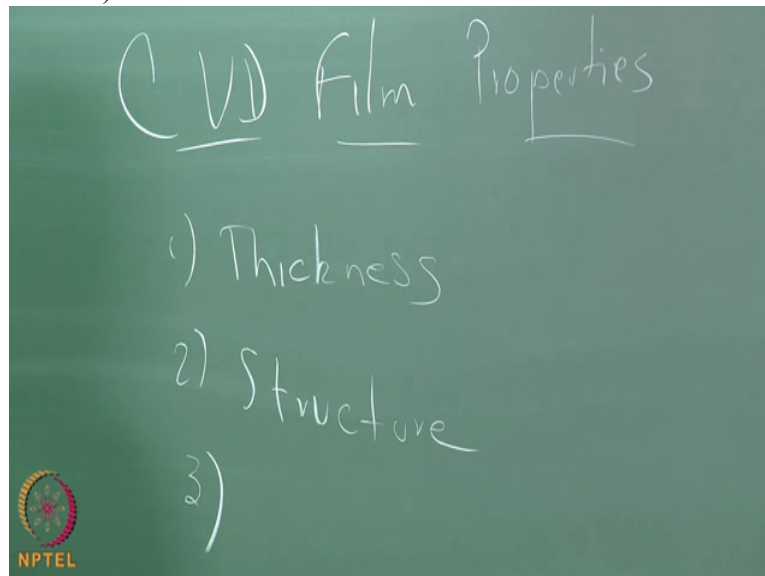 CVD Film Properties
1) Thickness
2) Structure
3)
NPTEL